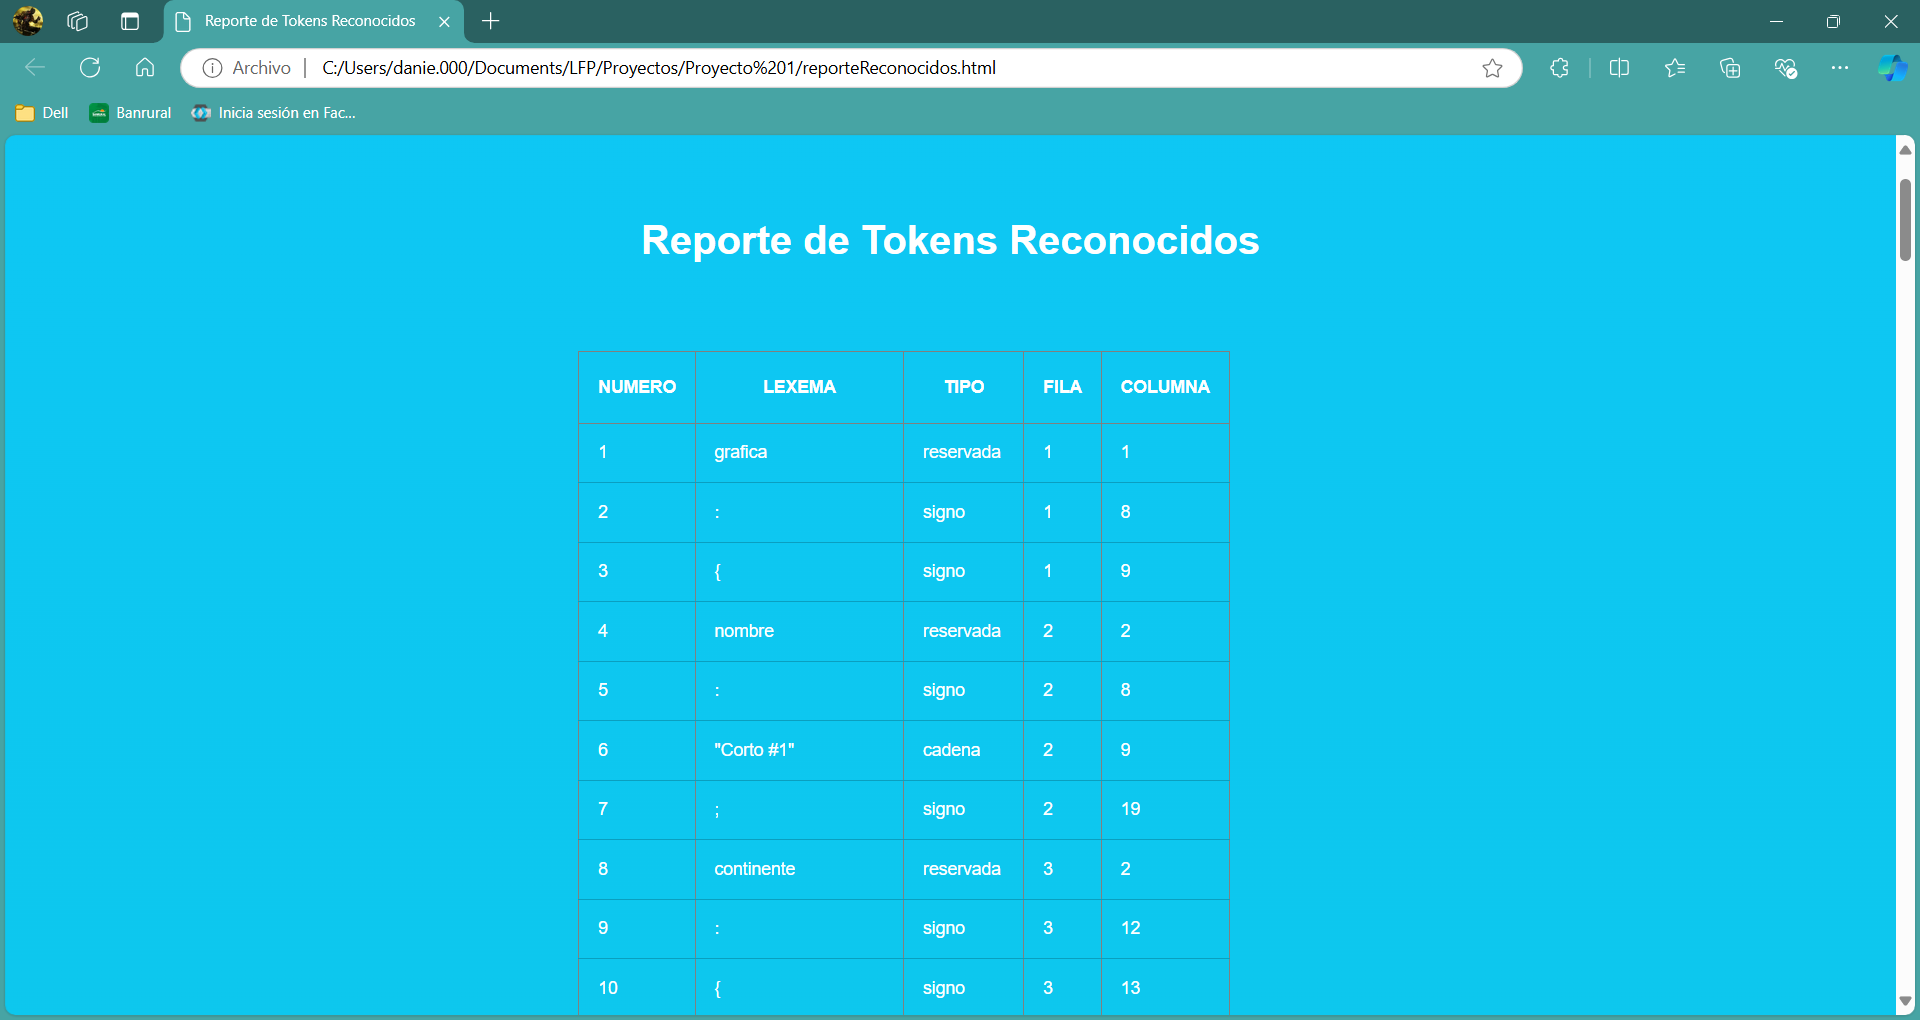 Reporte de Tokens Reconocidos
Archivo C:/Users/danie.000/Documents/LFP/Proyectos/Proyecto%201/reporteReconocidos.html
Dell Banrural Inicia sesión en Fac...
Reporte de Tokens Reconocidos
NUMERO LEXEMA TIPO FILA COLUMNA
1 grafica reservada 1 1
2 : signo 1 8
3 { signo 1 9
4 nombre reservada 2 2
5 : signo 2 8
6 "Corto #1" cadena 2 9
7 ; signo 2 19
8 continente reservada 3 2
9 : signo 3 12
10 { signo 3 13